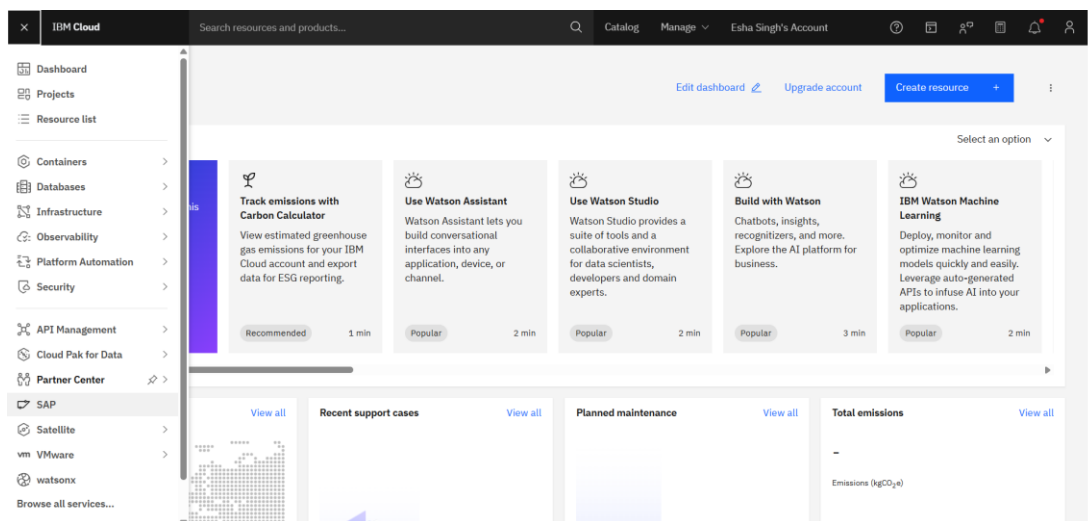 IBM Cloud
Search resources and products...
Catalog
Manage
Esha Singh's Account
Dashboard
Projects
Resource list
Containers
Databases
Infrastructure
Observability
Platform Automation
Security
API Management
Cloud Pak for Data
Partner Center
SAP
Satellite
vm VMware
watsonx
Browse all services...
Edit dashboard
Upgrade account
Create resource +
Select an option
Track emissions with
Carbon Calculator
View estimated greenhouse
gas emissions for your IBM
Cloud account and export
data for ESG reporting.
Recommended
1 min
Use Watson Assistant
Watson Assistant lets you
build conversational
interfaces into any
application, device, or
channel.
Popular
2 min
Use Watson Studio
Watson Studio provides a
suite of tools and a
collaborative environment
for data scientists,
developers and domain
experts.
Popular
2 min
Build with Watson
Chatbots, insights,
recognizers, and more.
Explore the AI platform for
business.
Popular
3 min
IBM Watson Machine
Learning
Deploy, monitor and
optimize machine learning
models quickly and easily.
Leverage auto-generated
APIs to infuse AI into your
applications.
Popular
2 min
View all
Recent support cases
View all
Planned maintenance
View all
Total emissions
View all
-
Emissions (kgCO₂e)